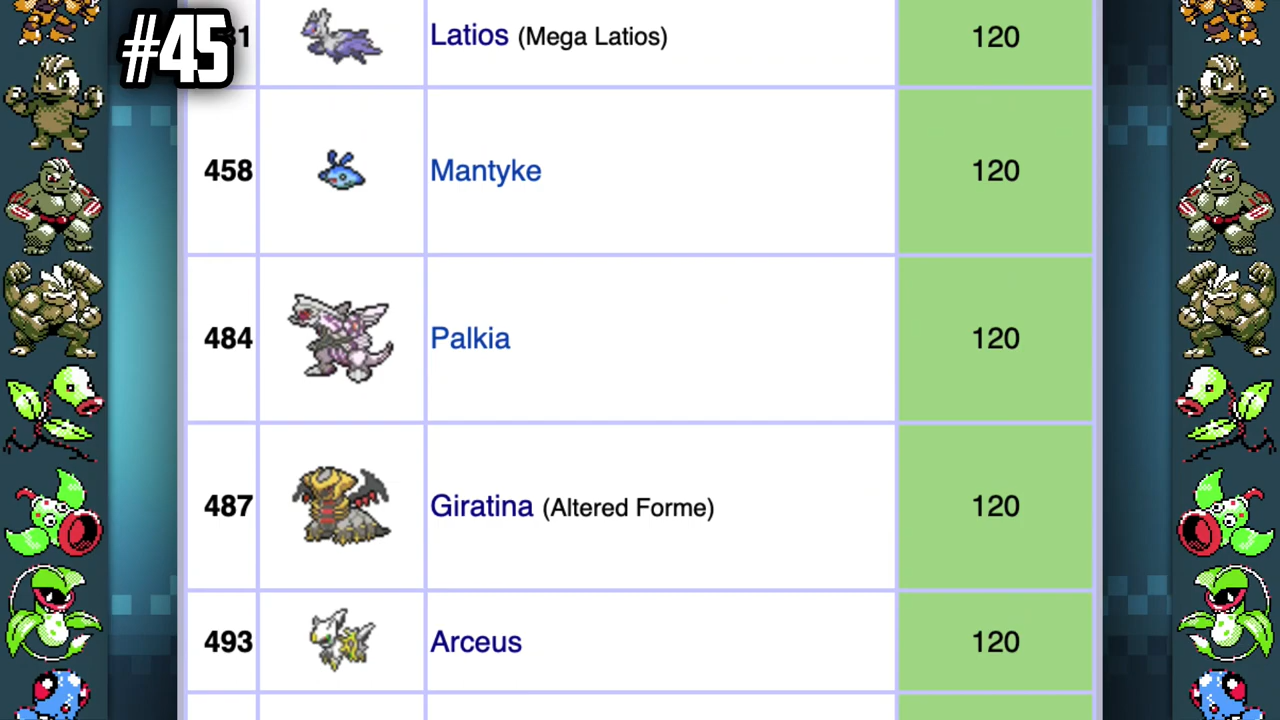 #45
1 Latios (Mega Latios) 120
458 Mantyke 120
484 Palkia 120
487 Giratina (Altered Forme) 120
493 Arceus 120